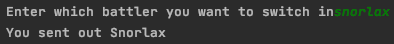 Enter which battler you want to switch insnorlax
You sent out Snorlax